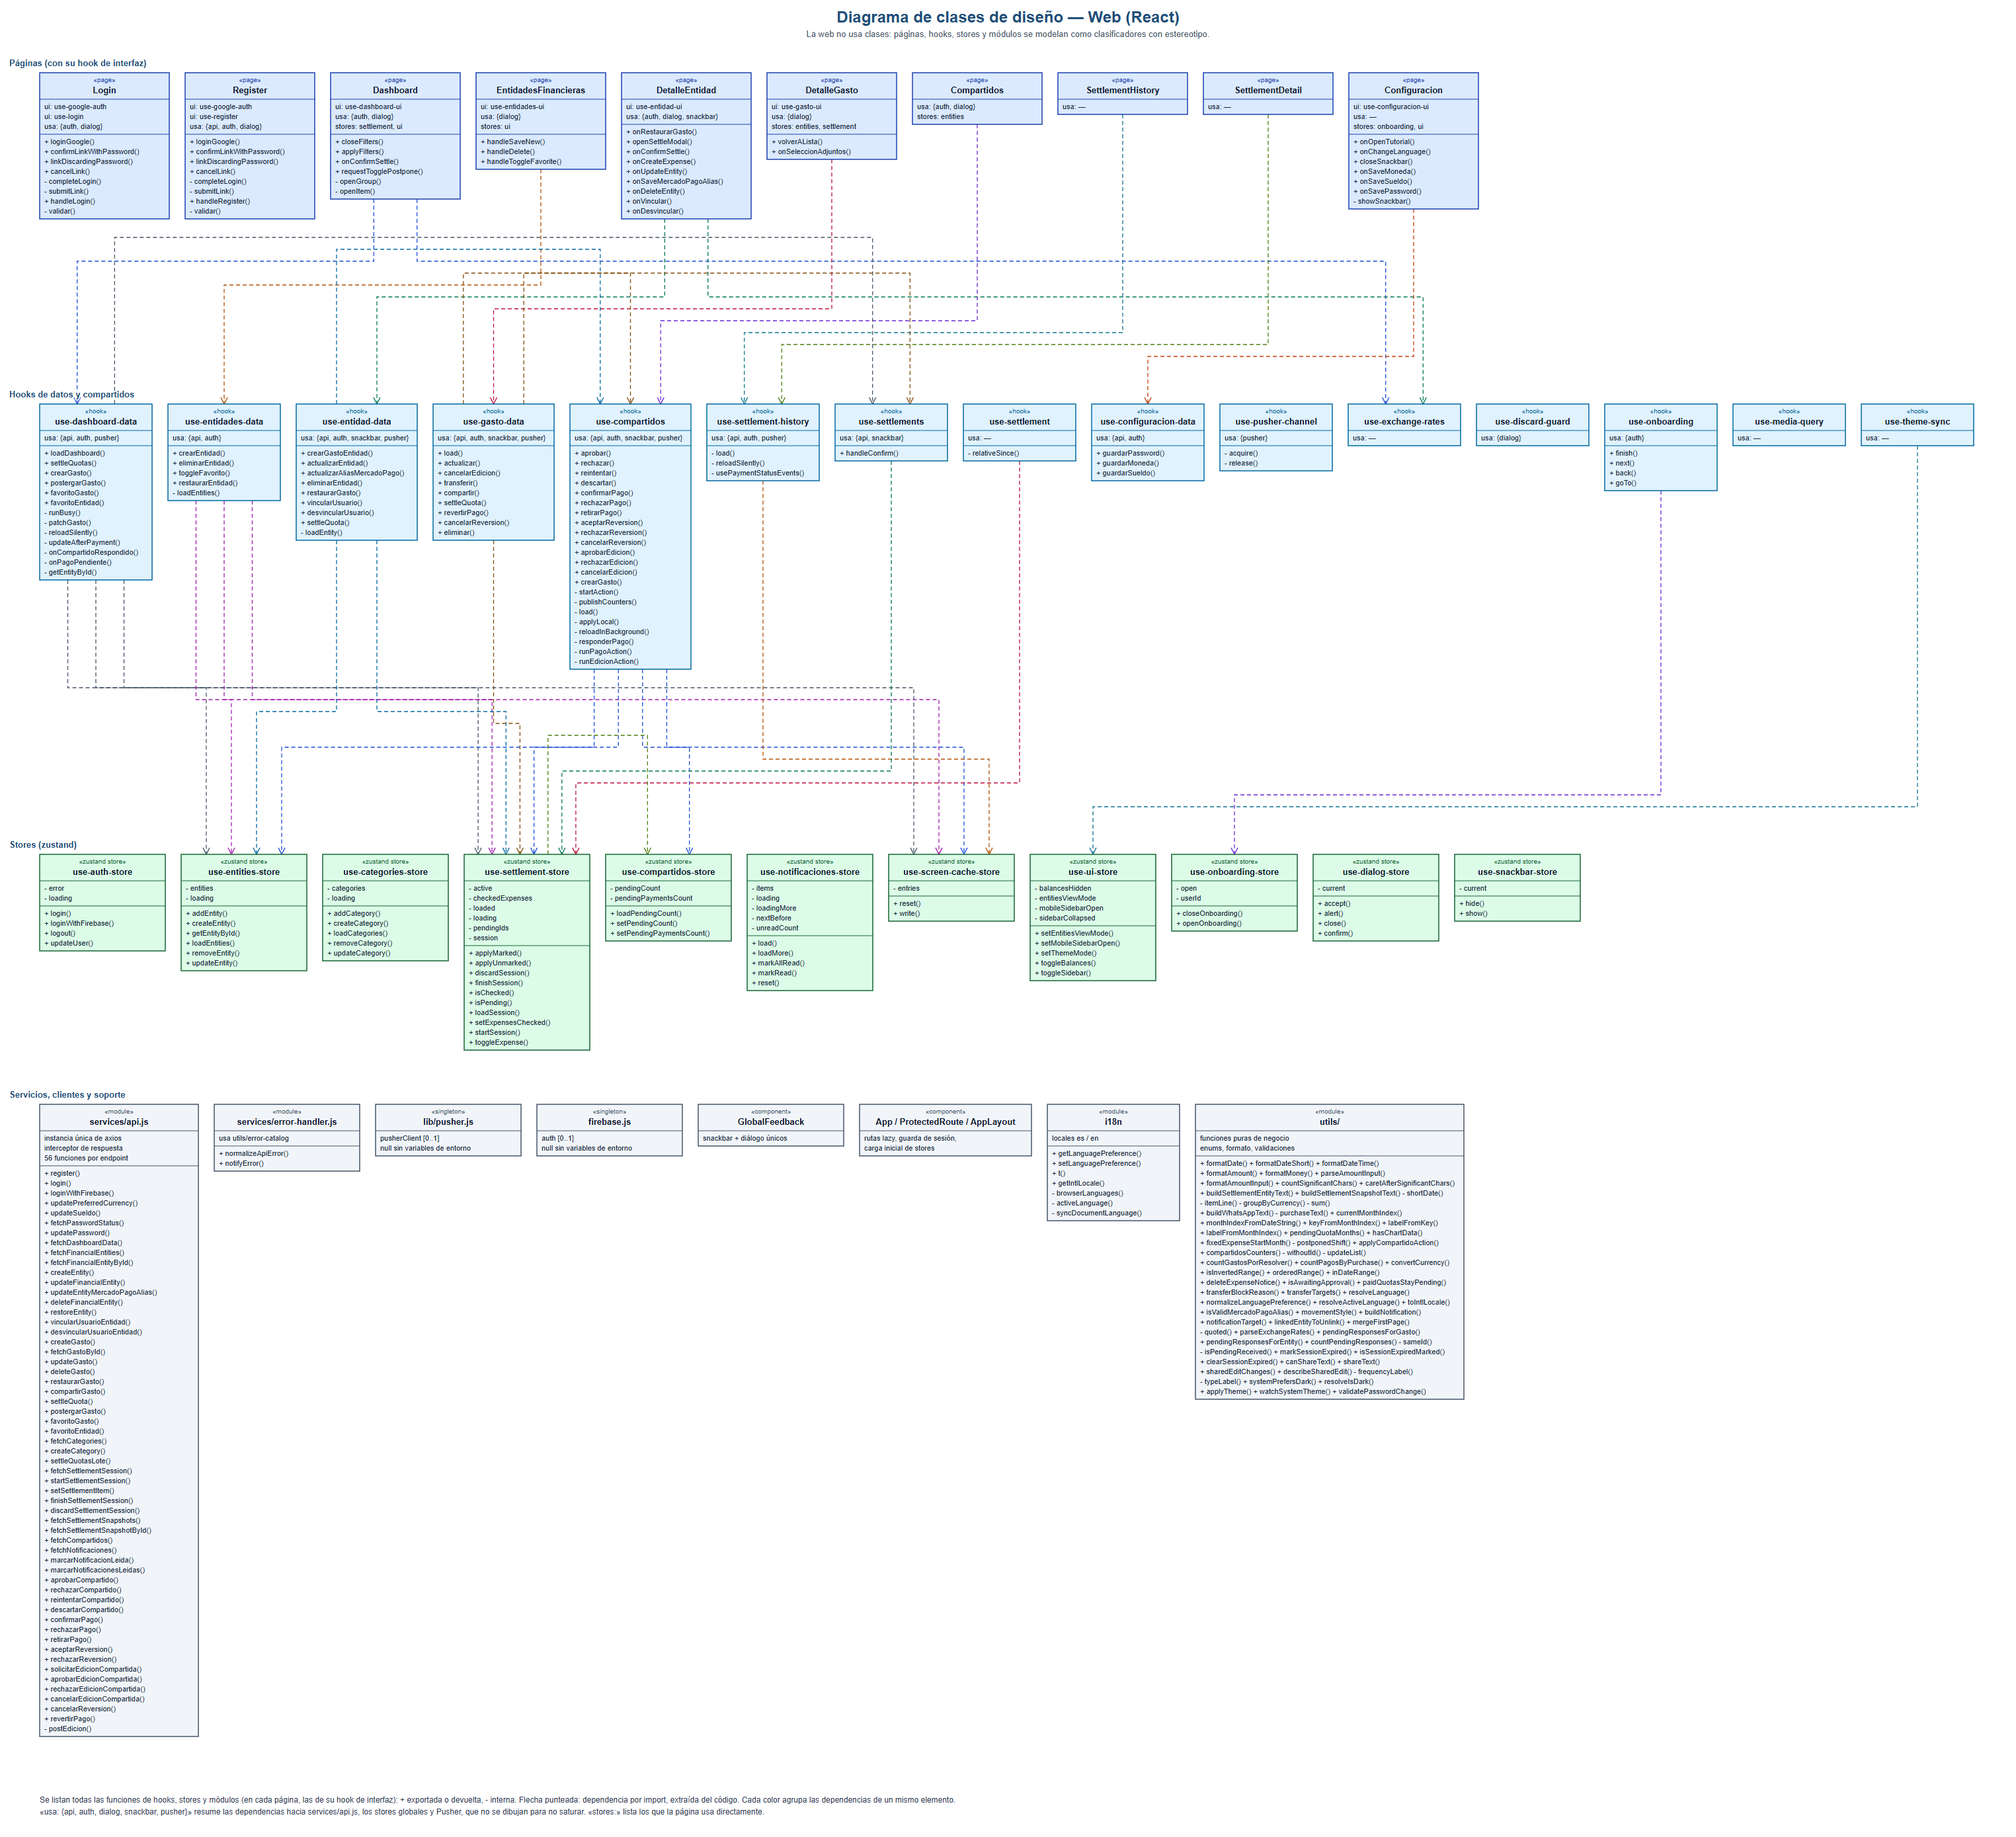 Diagrama de clases de diseño — Web (React)
La web no usa clases: páginas, hooks, stores y módulos se modelan como clasificadores con estereotipo.
Páginas (con su hook de interfaz)
«page»
Login
ui: use-google-auth
ui: use-login
usa: {auth, dialog}
+ loginGoogle()
+ confirmLinkWithPassword()
+ linkDiscardingPassword()
+ cancelLink()
- completeLogin()
- submitLink()
+ handleLogin()
- validar()
«page»
Register
ui: use-google-auth
ui: use-register
usa: {api, auth, dialog}
+ loginGoogle()
+ confirmLinkWithPassword()
+ linkDiscardingPassword()
+ cancelLink()
- completeLogin()
- submitLink()
+ handleRegister()
- validar()
«page»
Dashboard
ui: use-dashboard-ui
usa: {auth, dialog}
stores: settlement, ui
+ closeFilters()
+ applyFilters()
+ onConfirmSettle()
+ requestTogglePostpone()
- openGroup()
- openItem()
«page»
EntidadesFinancieras
ui: use-entidades-ui
usa: {dialog}
stores: ui
+ handleSaveNew()
+ handleDelete()
+ handleToggleFavorite()
«page»
DetalleEntidad
ui: use-entidad-ui
usa: {auth, dialog, snackbar}
+ onRestaurarGasto()
+ openSettleModal()
+ onConfirmSettle()
+ onCreateExpense()
+ onUpdateEntity()
+ onSaveMercadoPagoAlias()
+ onDeleteEntity()
+ onVincular()
+ onDesvincular()
«page»
DetalleGasto
ui: use-gasto-ui
usa: {dialog}
stores: entities, settlement
+ volverALista()
+ onSeleccionAdjuntos()
«page»
Compartidos
usa: {auth, dialog}
stores: entities
«page»
SettlementHistory
usa: —
«page»
SettlementDetail
usa: —
«page»
Configuracion
ui: use-configuracion-ui
usa: —
stores: onboarding, ui
+ onOpenTutorial()
+ onChangeLanguage()
+ closeSnackbar()
+ onSaveMoneda()
+ onSaveSueldo()
+ onSavePassword()
- showSnackbar()
Hooks de datos y compartidos
«hook»
use-dashboard-data
usa: {api, auth, pusher}
+ loadDashboard()
+ settleQuotas()
+ crearGasto()
+ postergarGasto()
+ favoritoGasto()
+ favoritoEntidad()
- runBusy()
- patchGasto()
- reloadSilently()
- updateAfterPayment()
- onCompartidoRespondido()
- onPagoPendiente()
- getEntityById()
«hook»
use-entidades-data
usa: {api, auth}
+ crearEntidad()
+ eliminarEntidad()
+ toggleFavorito()
+ restaurarEntidad()
- loadEntities()
«hook»
use-entidad-data
usa: {api, auth, snackbar, pusher}
+ crearGastoEntidad()
+ actualizarEntidad()
+ actualizarAliasMercadoPago()
+ eliminarEntidad()
+ restaurarGasto()
+ vincularUsuario()
+ desvincularUsuario()
+ settleQuota()
- loadEntity()
«hook»
use-gasto-data
usa: {api, auth, snackbar, pusher}
+ load()
+ actualizar()
+ cancelarEdicion()
+ transferir()
+ compartir()
+ settleQuota()
+ revertirPago()
+ cancelarReversion()
+ eliminar()
«hook»
use-compartidos
usa: {api, auth, snackbar, pusher}
+ aprobar()
+ rechazar()
+ reintentar()
+ descartar()
+ confirmarPago()
+ rechazarPago()
+ retirarPago()
+ aceptarReversion()
+ rechazarReversion()
+ cancelarReversion()
+ aprobarEdicion()
+ rechazarEdicion()
+ cancelarEdicion()
+ crearGasto()
- startAction()
- publishCounters()
- load()
- applyLocal()
- reloadInBackground()
- responderPago()
- runPagoAction()
- runEdicionAction()
«hook»
use-settlement-history
usa: {api, auth, pusher}
- load()
- reloadSilently()
- usePaymentStatusEvents()
«hook»
use-settlements
usa: {api, snackbar}
+ handleConfirm()
«hook»
use-settlement
usa: —
- relativeSince()
«hook»
use-configuracion-data
usa: {api, auth}
+ guardarPassword()
+ guardarMoneda()
+ guardarSueldo()
«hook»
use-pusher-channel
usa: {pusher}
- acquire()
- release()
«hook»
use-exchange-rates
usa: —
«hook»
use-discard-guard
usa: {dialog}
«hook»
use-onboarding
usa: {auth}
+ finish()
+ next()
+ back()
+ goTo()
«hook»
use-media-query
usa: —
«hook»
use-theme-sync
usa: —
Stores (zustand)
«zustand store»
use-auth-store
- error
- loading
+ login()
+ loginWithFirebase()
+ logout()
+ updateUser()
«zustand store»
use-entities-store
- entities
- loading
+ addEntity()
+ createEntity()
+ getEntityById()
+ loadEntities()
+ removeEntity()
+ updateEntity()
«zustand store»
use-categories-store
- categories
- loading
+ addCategory()
+ createCategory()
+ loadCategories()
+ removeCategory()
+ updateCategory()
«zustand store»
use-settlement-store
- active
- checkedExpenses
- loaded
- loading
- pendingIds
- session
+ applyMarked()
+ applyUnmarked()
+ discardSession()
+ finishSession()
+ isChecked()
+ isPending()
+ loadSession()
+ setExpensesChecked()
+ startSession()
+ toggleExpense()
«zustand store»
use-compartidos-store
- pendingCount
- pendingPaymentsCount
+ loadPendingCount()
+ setPendingCount()
+ setPendingPaymentsCount()
«zustand store»
use-notificaciones-store
- items
- loading
- loadingMore
- nextBefore
- unreadCount
+ load()
+ loadMore()
+ markAllRead()
+ markRead()
+ reset()
«zustand store»
use-screen-cache-store
- entries
+ reset()
+ write()
«zustand store»
use-ui-store
- balancesHidden
- entitiesViewMode
- mobileSidebarOpen
- sidebarCollapsed
+ setEntitiesViewMode()
+ setMobileSidebarOpen()
+ setThemeMode()
+ toggleBalances()
+ toggleSidebar()
«zustand store»
use-onboarding-store
- open
- userId
+ closeOnboarding()
+ openOnboarding()
«zustand store»
use-dialog-store
- current
+ accept()
+ alert()
+ close()
+ confirm()
«zustand store»
use-snackbar-store
- current
+ hide()
+ show()
Servicios, clientes y soporte
«module»
services/api.js
instancia única de axios
interceptor de respuesta
56 funciones por endpoint
+ register()
+ login()
+ loginWithFirebase()
+ updatePreferredCurrency()
+ updateSueldo()
+ fetchPasswordStatus()
+ updatePassword()
+ fetchDashboardData()
+ fetchFinancialEntities()
+ fetchFinancialEntityById()
+ createEntity()
+ updateFinancialEntity()
+ updateEntityMercadoPagoAlias()
+ deleteFinancialEntity()
+ restoreEntity()
+ vincularUsuarioEntidad()
+ desvincularUsuarioEntidad()
+ createGasto()
+ fetchGastoById()
+ updateGasto()
+ deleteGasto()
+ restaurarGasto()
+ compartirGasto()
+ settleQuota()
+ postergarGasto()
+ favoritoGasto()
+ favoritoEntidad()
+ fetchCategories()
+ createCategory()
+ settleQuotasLote()
+ fetchSettlementSession()
+ startSettlementSession()
+ setSettlementItem()
+ finishSettlementSession()
+ discardSettlementSession()
+ fetchSettlementSnapshots()
+ fetchSettlementSnapshotById()
+ fetchCompartidos()
+ fetchNotificaciones()
+ marcarNotificacionLeida()
+ marcarNotificacionesLeidas()
+ aprobarCompartido()
+ rechazarCompartido()
+ reintentarCompartido()
+ descartarCompartido()
+ confirmarPago()
+ rechazarPago()
+ retirarPago()
+ aceptarReversion()
+ rechazarReversion()
+ solicitarEdicionCompartida()
+ aprobarEdicionCompartida()
+ rechazarEdicionCompartida()
+ cancelarEdicionCompartida()
+ cancelarReversion()
+ revertirPago()
- postEdicion()
«module»
services/error-handler.js
usa utils/error-catalog
+ normalizeApiError()
+ notifyError()
«singleton»
lib/pusher.js
pusherClient [0..1]
null sin variables de entorno
«singleton»
firebase.js
auth [0..1]
null sin variables de entorno
«component»
GlobalFeedback
snackbar + diálogo únicos
«component»
App / ProtectedRoute / AppLayout
rutas lazy, guarda de sesión,
carga inicial de stores
«module»
i18n
locales es / en
+ getLanguagePreference()
+ setLanguagePreference()
+ t()
+ getIntlLocale()
- browserLanguages()
- activeLanguage()
- syncDocumentLanguage()
«module»
utils/
funciones puras de negocio
enums, formato, validaciones
+ formatDate() + formatDateShort() + formatDateTime()
+ formatAmount() + formatMoney() + parseAmountInput()
+ formatAmountInput() + countSignificantChars() + caretAfterSignificantChars()
+ buildSettlementEntityText() + buildSettlementSnapshotText() - shortDate()
- itemLine() - groupByCurrency() - sum()
+ buildWhatsAppText() - purchaseText() + currentMonthIndex()
+ monthIndexFromDateString() + keyFromMonthIndex() + labelFromKey()
+ labelFromMonthIndex() + pendingQuotaMonths() + hasChartData()
+ fixedExpenseStartMonth() - postponedShift() + applyCompartidoAction()
+ compartidosCounters() - withoutId() - updateList()
+ countGastosPorResolver() + countPagosByPurchase() + convertCurrency()
+ isInvertedRange() + orderedRange() + inDateRange()
+ deleteExpenseNotice() + isAwaitingApproval() + paidQuotasStayPending()
+ transferBlockReason() + transferTargets() + resolveLanguage()
+ normalizeLanguagePreference() + resolveActiveLanguage() + toIntlLocale()
+ isValidMercadoPagoAlias() + movementStyle() + buildNotification()
+ notificationTarget() + linkedEntityToUnlink() + mergeFirstPage()
- quoted() + parseExchangeRates() + pendingResponsesForGasto()
+ pendingResponsesForEntity() + countPendingResponses() - sameId()
- isPendingReceived() + markSessionExpired() + isSessionExpiredMarked()
+ clearSessionExpired() + canShareText() + shareText()
+ sharedEditChanges() + describeSharedEdit() - frequencyLabel()
- typeLabel() + systemPrefersDark() + resolveIsDark()
+ applyTheme() + watchSystemTheme() + validatePasswordChange()
Se listan todas las funciones de hooks, stores y módulos (en cada página, las de su hook de interfaz): + exportada o devuelta, - interna. Flecha punteada: dependencia por import, extraída del código. Cada color agrupa las dependencias de un mismo elemento.
«usa: {api, auth, dialog, snackbar, pusher}» resume las dependencias hacia services/api.js, los stores globales y Pusher, que no se dibujan para no saturar. «stores:» lista los que la página usa directamente.